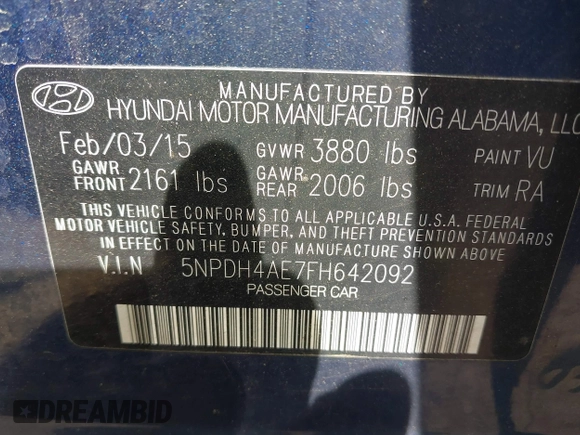 MANUFACTURED BY
HYUNDAI MOTOR MANUFACTURING ALABAMA, LLC
Feb/03/15 GVWR 3880 lbs PAINT VU
GAWR FRONT 2161 lbs GAWR REAR 2006 lbs TRIM RA
THIS VEHICLE CONFORMS TO ALL APPLICABLE U.S.A. FEDERAL
MOTOR VEHICLE SAFETY, BUMPER, AND THEFT PREVENTION STANDARDS
IN EFFECT ON THE DATE OF MANUFACTURE SHOWN ABOVE.
V.I.N 5NPDH4AE7FH642092
PASSENGER CAR
DREAMBID